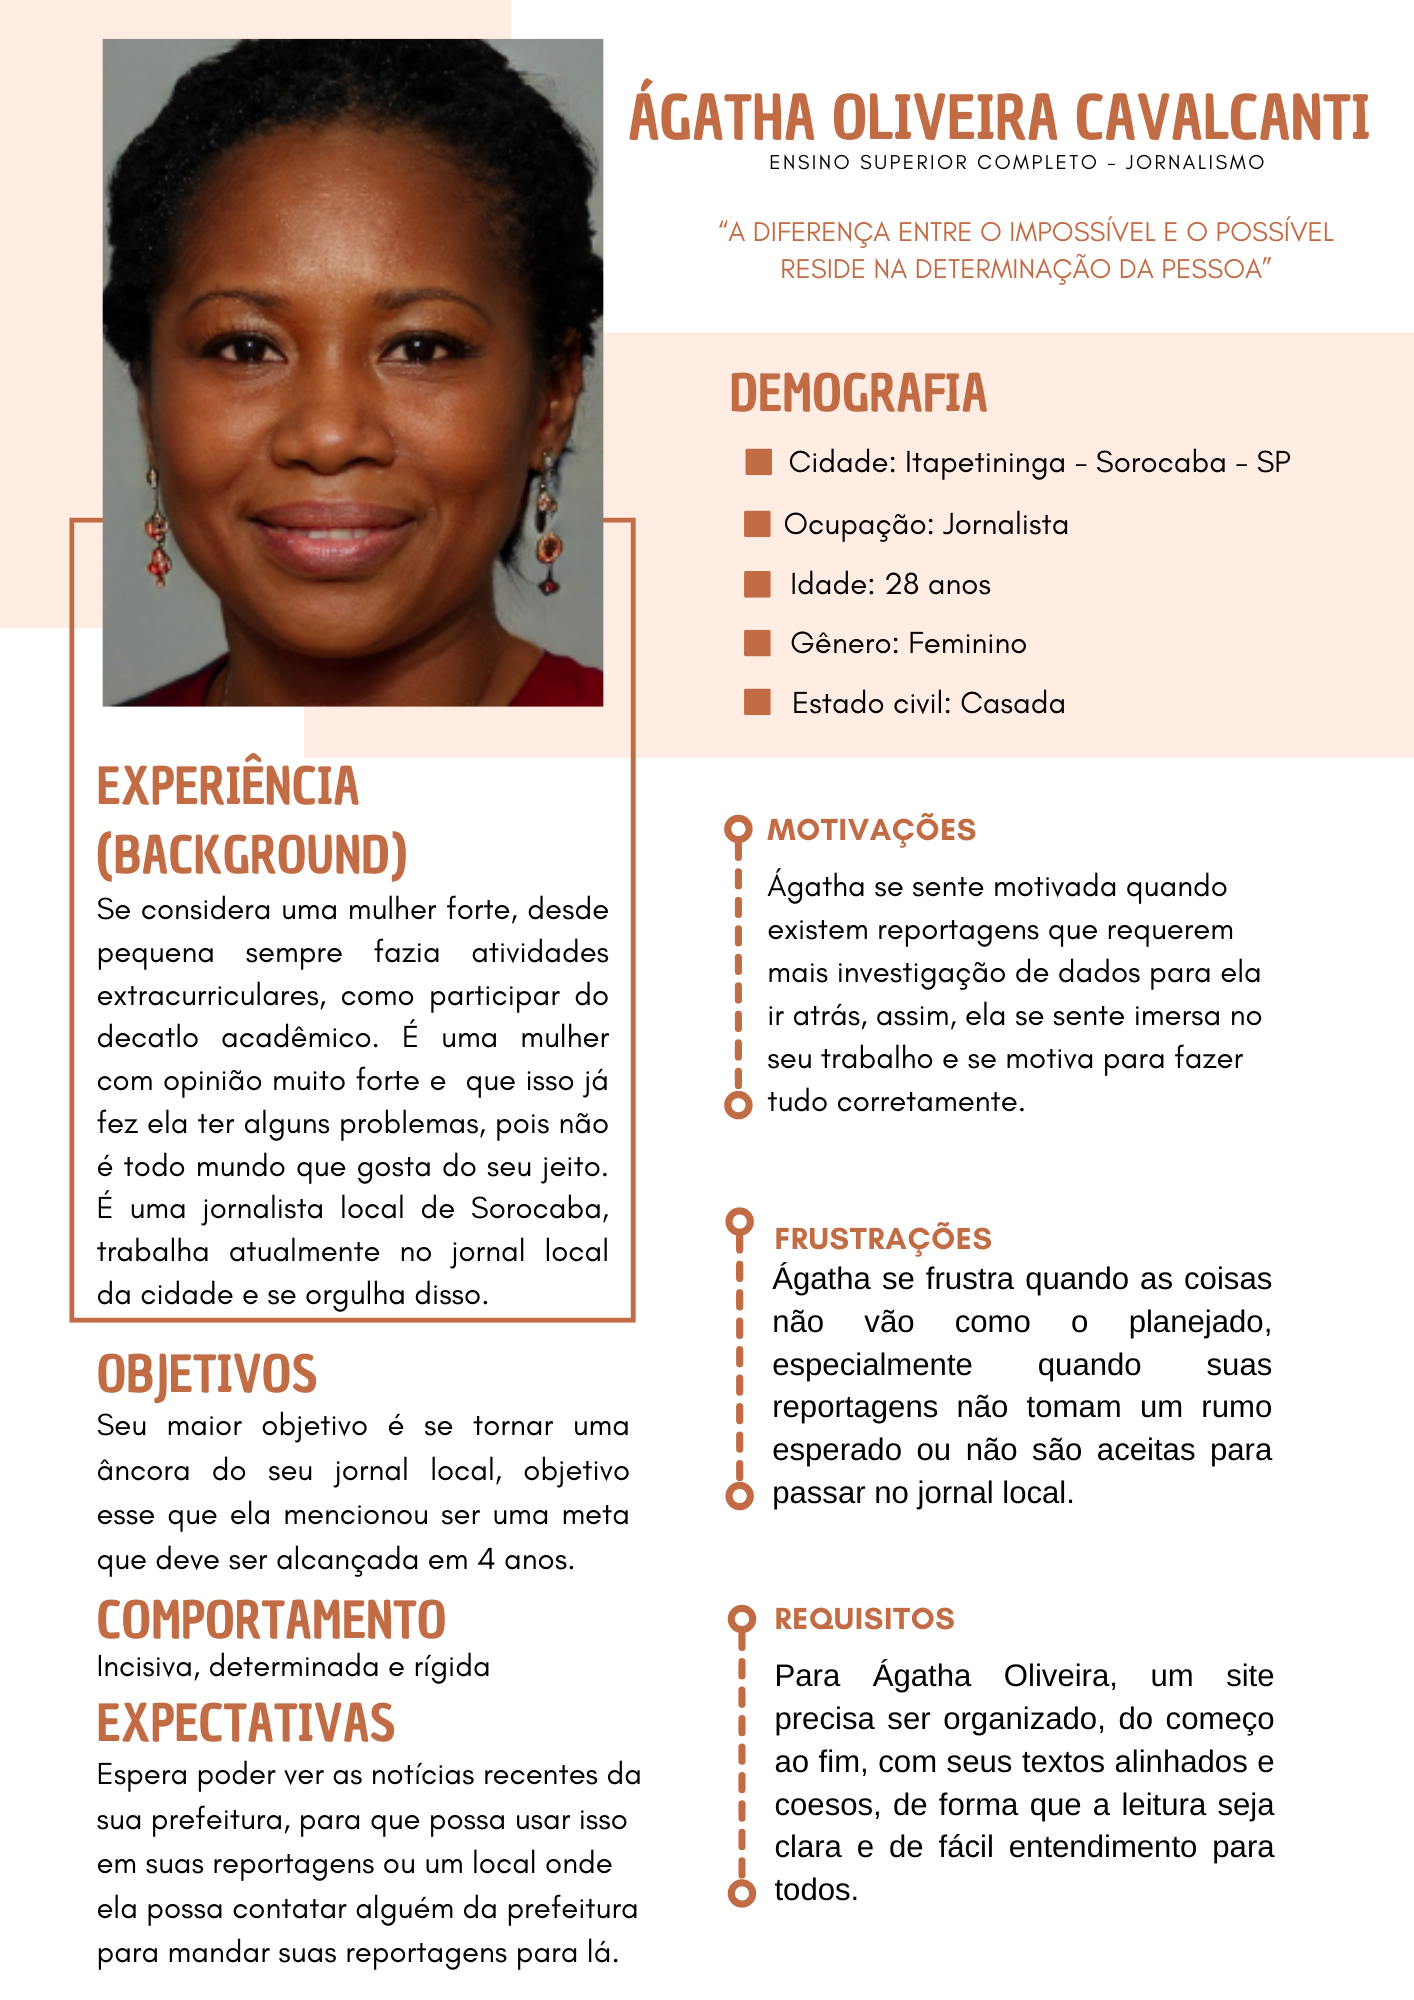 ÁGATHA OLIVEIRA CAVALCANTI
ENSINO SUPERIOR COMPLETO - JORNALISMO
“A DIFERENÇA ENTRE O IMPOSSÍVEL E O POSSÍVEL
RESIDE NA DETERMINAÇÃO DA PESSOA”
DEMOGRAFIA
Cidade: Itapetininga - Sorocaba - SP
Ocupação: Jornalista
Idade: 28 anos
Gênero: Feminino
Estado civil: Casada
EXPERIÊNCIA
(BACKGROUND)
Se considera uma mulher forte, desde
pequena sempre fazia atividades
extracurriculares, como participar do
decatlo acadêmico. É uma mulher
com opinião muito forte e que isso já
fez ela ter alguns problemas, pois não
é todo mundo que gosta do seu jeito.
É uma jornalista local de Sorocaba,
trabalha atualmente no jornal local
da cidade e se orgulha disso.
OBJETIVOS
Seu maior objetivo é se tornar uma
âncora do seu jornal local, objetivo
esse que ela mencionou ser uma meta
que deve ser alcançada em 4 anos.
COMPORTAMENTO
Incisiva, determinada e rígida
EXPECTATIVAS
Espera poder ver as notícias recentes da
sua prefeitura, para que possa usar isso
em suas reportagens ou um local onde
ela possa contatar alguém da prefeitura
para mandar suas reportagens para lá.
MOTIVAÇÕES
Ágatha se sente motivada quando
existem reportagens que requerem
mais investigação de dados para ela
ir atrás, assim, ela se sente imersa no
seu trabalho e se motiva para fazer
tudo corretamente.
FRUSTRAÇÕES
Ágatha se frustra quando as coisas
não vão como o planejado,
especialmente quando suas
reportagens não tomam um rumo
esperado ou não são aceitas para
passar no jornal local.
REQUISITOS
Para Ágatha Oliveira, um site
precisa ser organizado, do começo
ao fim, com seus textos alinhados e
coesos, de forma que a leitura seja
clara e de fácil entendimento para
todos.